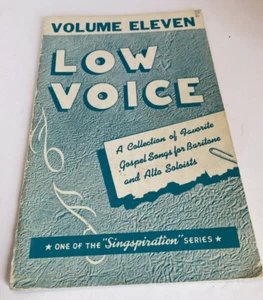 VOLUME ELEVEN
LOW
VOICE
A Collection of Favorite
Gospel Songs for Baritone
and Alto Soloists
★ ONE OF THE "Singspiration" SERIES ★